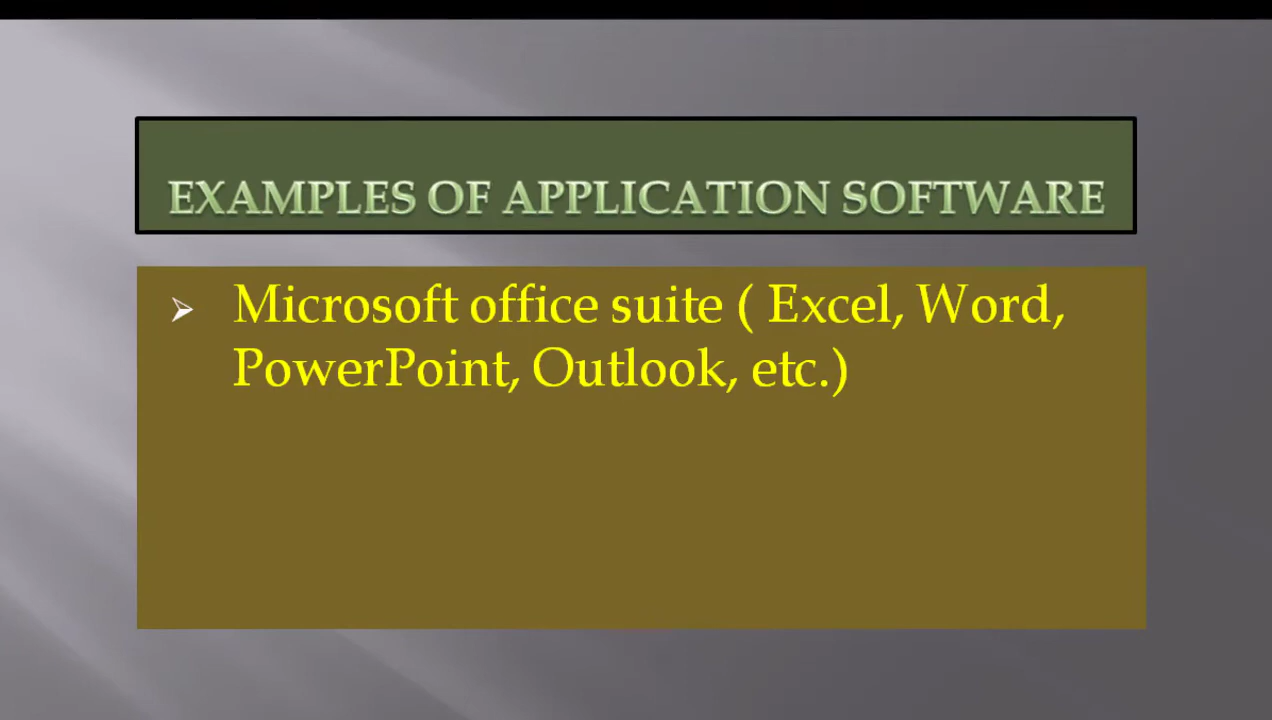 EXAMPLES OF APPLICATION SOFTWARE
➢ Microsoft office suite ( Excel, Word,
PowerPoint, Outlook, etc.)